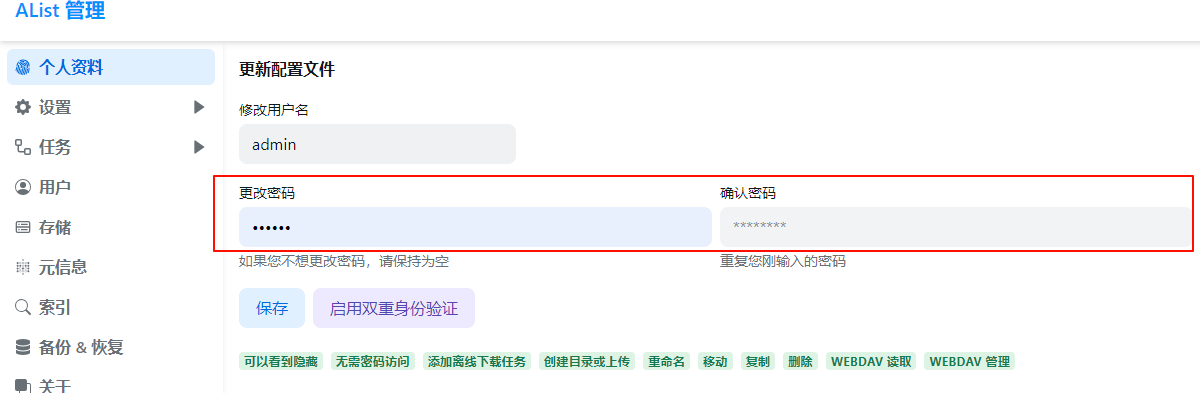 AList 管理
个人资料
设置
任务
用户
存储
元信息
索引
备份 & 恢复
关于
更新配置文件
修改用户名
admin
更改密码 确认密码
•••••• ********
如果您不想更改密码，请保持为空 重复您刚输入的密码
保存 启用双重身份验证
可以看到隐藏 无需密码访问 添加离线下载任务 创建目录或上传 重命名 移动 复制 删除 WEBDAV 读取 WEBDAV 管理